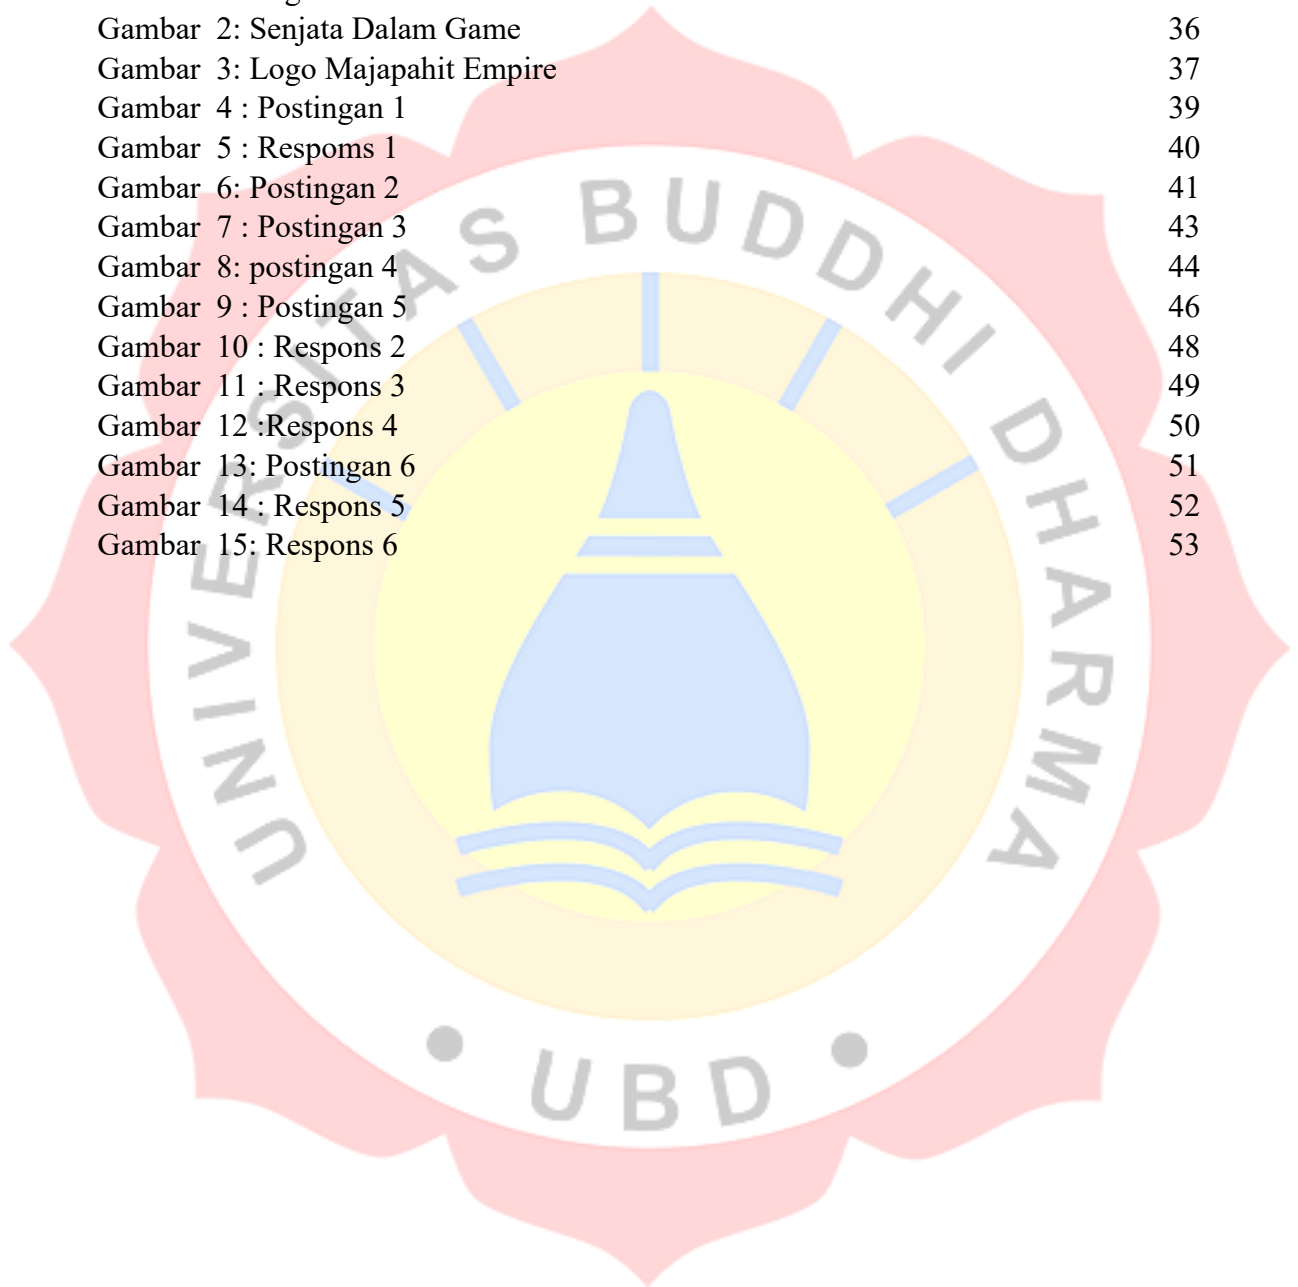 Gambar 2: Senjata Dalam Game 36
Gambar 3: Logo Majapahit Empire 37
Gambar 4 : Postingan 1 39
Gambar 5 : Respoms 1 40
Gambar 6: Postingan 2 41
Gambar 7 : Postingan 3 43
Gambar 8: postingan 4 44
Gambar 9 : Postingan 5 46
Gambar 10 : Respons 2 48
Gambar 11 : Respons 3 49
Gambar 12 :Respons 4 50
Gambar 13: Postingan 6 51
Gambar 14 : Respons 5 52
Gambar 15: Respons 6 53
UNIVERSITAS BUDDHI DHARMA
• UBD •